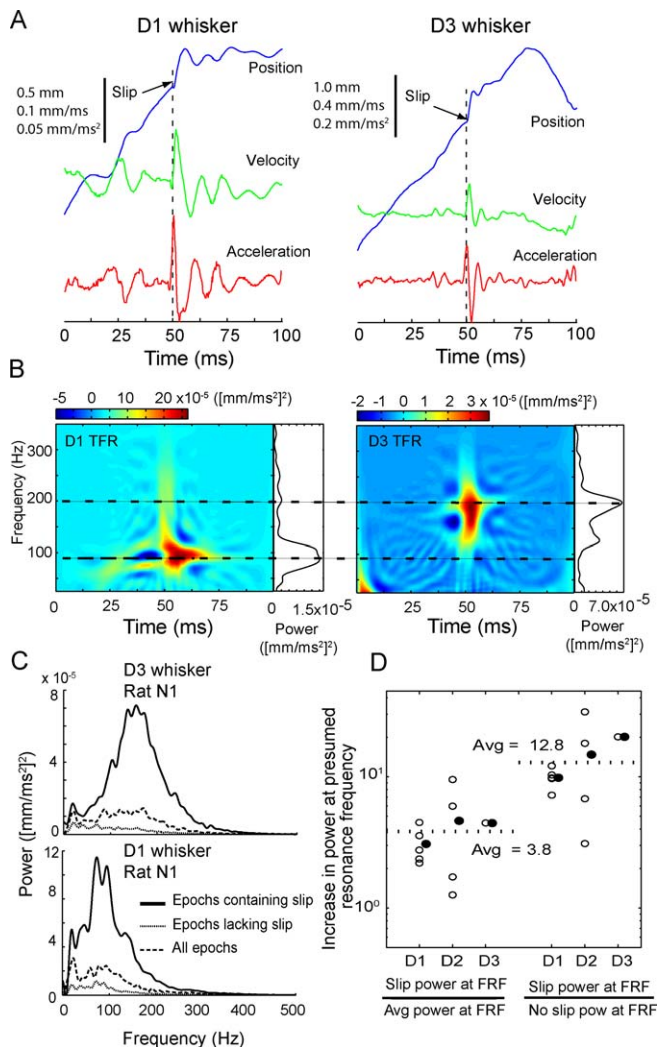 A
D1 whisker
D3 whisker
0.5 mm
0.1 mm/ms
0.05 mm/ms²
Slip
Position
Velocity
Acceleration
0 25 50 75 100
Time (ms)
1.0 mm
0.4 mm/ms
0.2 mm/ms²
Slip
Position
Velocity
Acceleration
0 25 50 75 100
Time (ms)
B
-5 0 10 20 x 10⁻⁵ ([mm/ms²]²)
D1 TFR
Frequency (Hz)
300
200
100
0 25 50 75 0 1.5x10⁻⁵
Time (ms)
Power
([mm/ms²]²)
-2 -1 0 1 2 3 x 10⁻⁵ ([mm/ms²]²)
D3 TFR
0 25 50 75 0 7.0x10⁻⁵
Time (ms)
Power
([mm/ms²]²)
C
D3 whisker
Rat N1
x 10⁻⁵
8
4
0
D1 whisker
Rat N1
12
8
4
0
Power ([mm/ms²]²)
Epochs containing slip
Epochs lacking slip
All epochs
0 100 200 300 400 500
Frequency (Hz)
D
Increase in power at presumed
resonance frequency
10¹
10⁰
Avg = 12.8
Avg = 3.8
D1 D2 D3 D1 D2 D3
Slip power at FRF
Avg power at FRF
Slip power at FRF
No slip pow at FRF